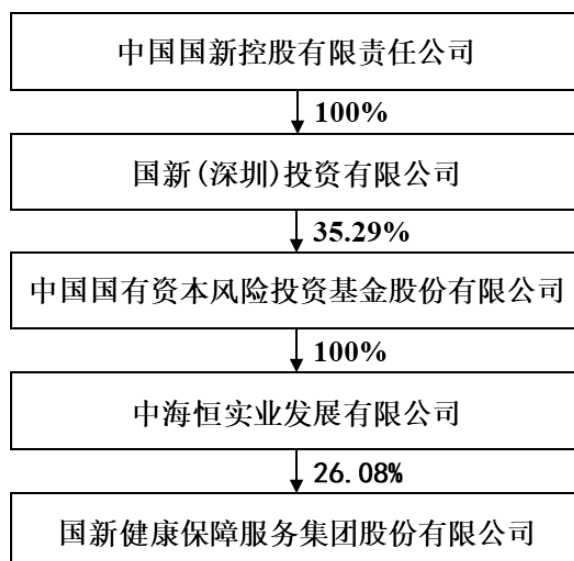 中国国新控股有限责任公司
100%
国新(深圳)投资有限公司
35.29%
中国国有资本风险投资基金股份有限公司
100%
中海恒实业发展有限公司
26.08%
国新健康保障服务集团股份有限公司